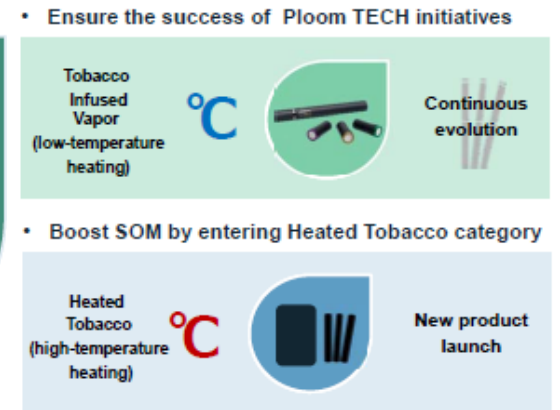 • Ensure the success of Ploom TECH initiatives
Tobacco
Infused
Vapor
(low-temperature
heating)
℃
Continuous
evolution
• Boost SOM by entering Heated Tobacco category
Heated
Tobacco
(high-temperature
heating)
℃
New product
launch